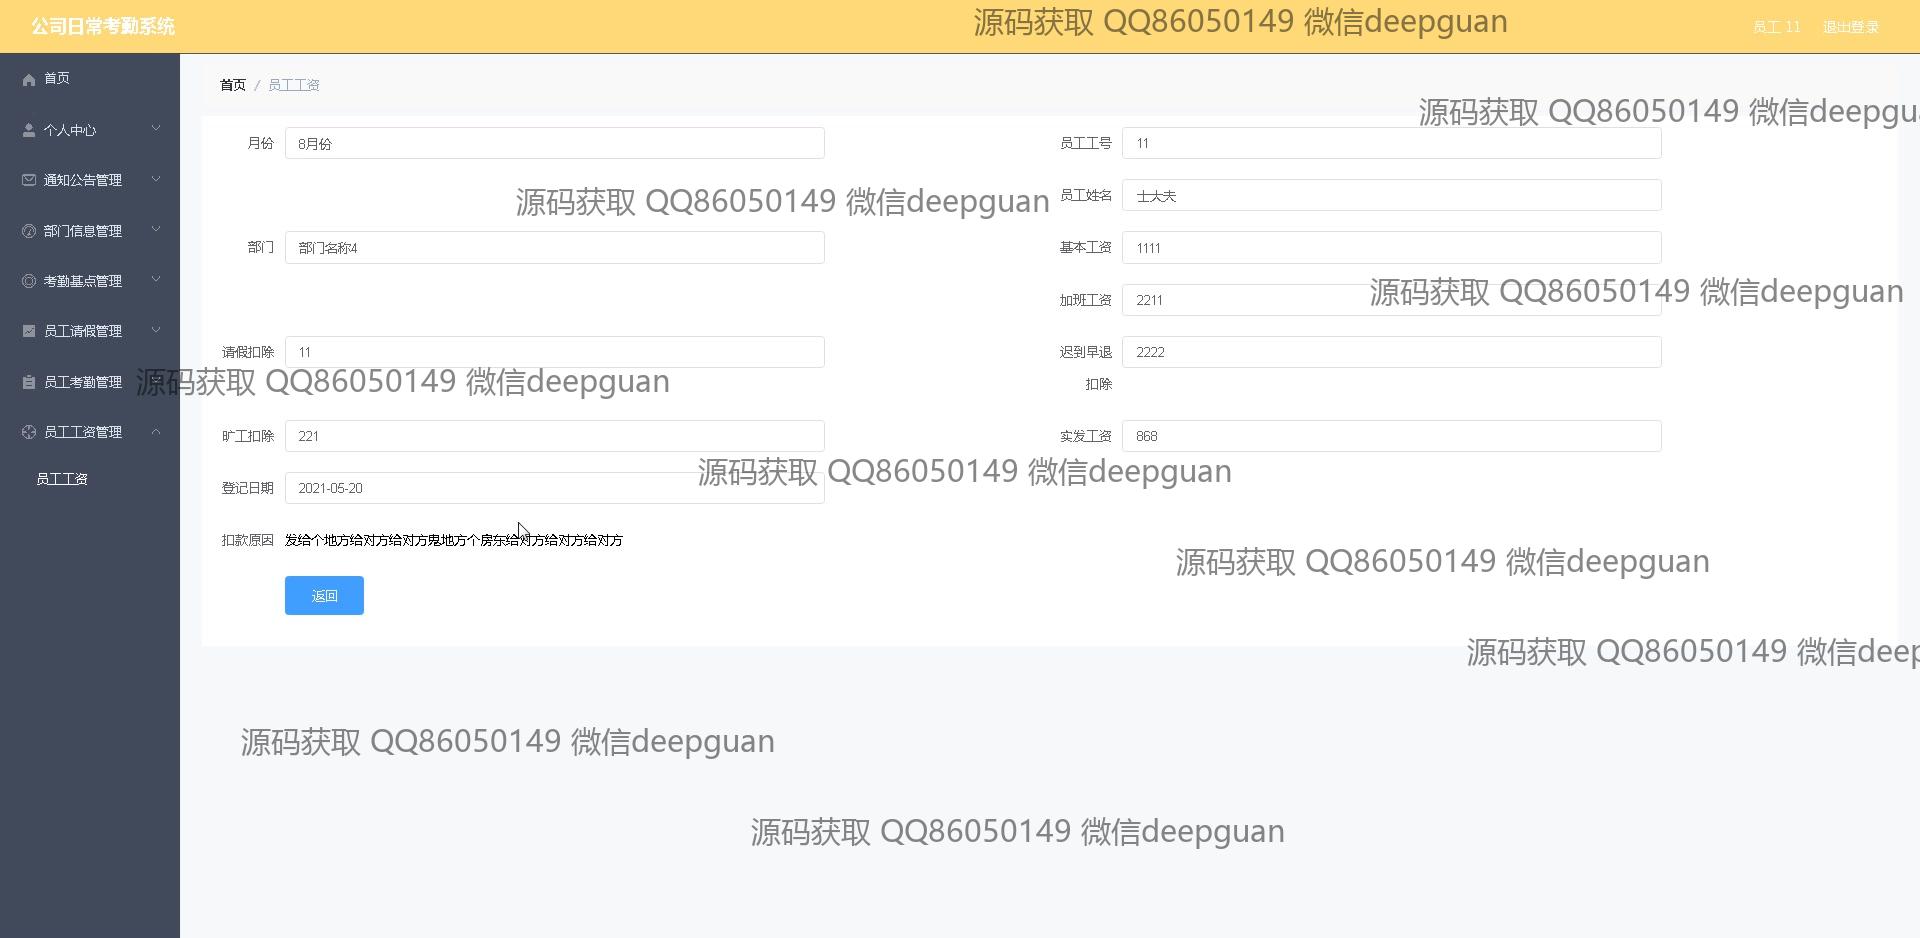 公司日常考勤系统
源码获取 QQ86050149 微信deepguan
员工 11
退出登录
首页
首页 / 员工工资
个人中心
源码获取 QQ86050149 微信deepgu
月份 8月份
员工工号 11
通知公告管理
源码获取 QQ86050149 微信deepguan
员工姓名 士大夫
部门信息管理
部门 部门名称4
基本工资 1111
考勤基点管理
加班工资 2211
源码获取 QQ86050149 微信deepguan
员工请假管理
请假扣除 11
迟到早退扣除 2222
员工考勤管理
源码获取 QQ86050149 微信deepguan
员工工资管理
旷工扣除 221
实发工资 868
员工工资
源码获取 QQ86050149 微信deepguan
登记日期 2021-05-20
扣款原因 发给个地方给对方给对方鬼地方个房东给对方给对方给对方
源码获取 QQ86050149 微信deepguan
返回
源码获取 QQ86050149 微信deep
源码获取 QQ86050149 微信deepguan
源码获取 QQ86050149 微信deepguan